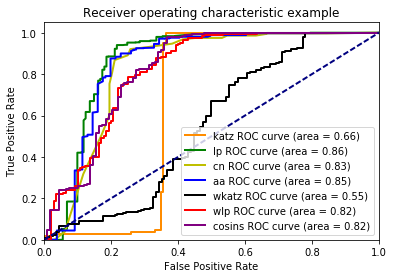 Receiver operating characteristic example
True Positive Rate
1.0
0.8
0.6
0.4
0.2
0.0
katz ROC curve (area = 0.66)
lp ROC curve (area = 0.86)
cn ROC curve (area = 0.83)
aa ROC curve (area = 0.85)
wkatz ROC curve (area = 0.55)
wlp ROC curve (area = 0.82)
cosins ROC curve (area = 0.82)
0.0 0.2 0.4 0.6 0.8 1.0
False Positive Rate